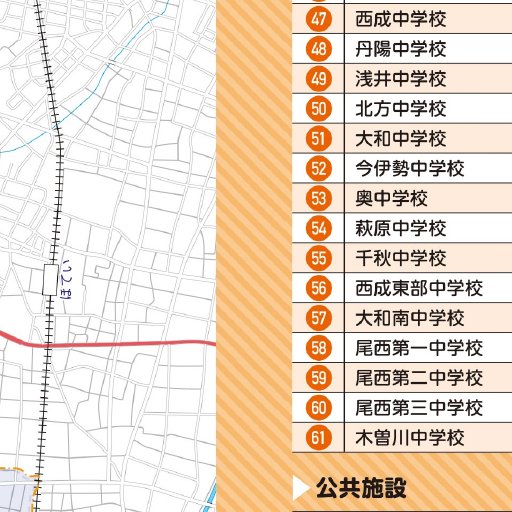 47 西成中学校
48 丹陽中学校
49 浅井中学校
50 北方中学校
51 大和中学校
52 今伊勢中学校
53 奥中学校
54 萩原中学校
55 千秋中学校
56 西成東部中学校
57 大和南中学校
58 尾西第一中学校
59 尾西第二中学校
60 尾西第三中学校
61 木曽川中学校
公共施設